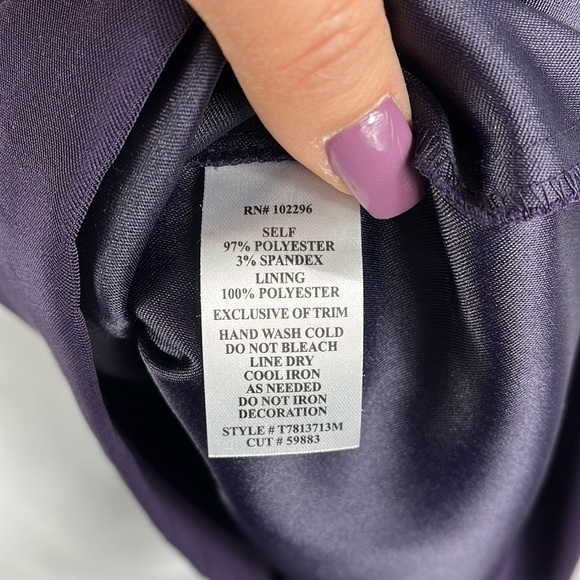 RN# 102296
SELF
97% POLYESTER
3% SPANDEX
LINING
100% POLYESTER
EXCLUSIVE OF TRIM
HAND WASH COLD
DO NOT BLEACH
LINE DRY
COOL IRON
AS NEEDED
DO NOT IRON
DECORATION
STYLE # T7813713M
CUT # 59883